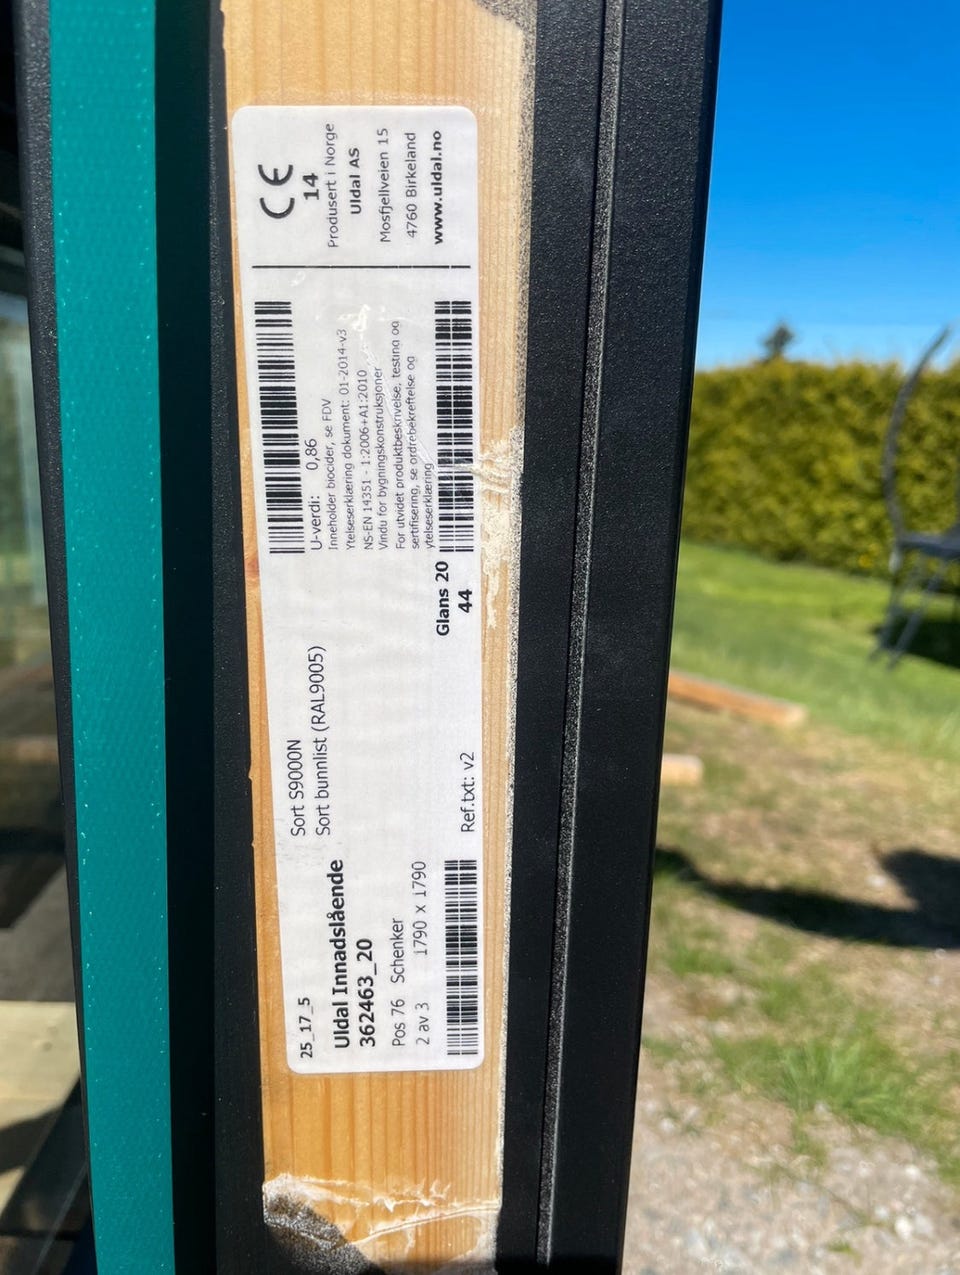 25_17_5
Uldal Innadslående
362463_20
Pos 76 Schenker
2 av 3 1790 x 1790
Sort S9000N
Sort bunnlist (RAL9005)
Ref.txt: v2
Glans 20
44
U-verdi: 0,86
Inneholder biocider, se FDV
Ytelseserklæring dokument: 01-2014-v3
NS-EN 14351 - 1:2006+A1:2010
Vindu for bygningskonstruksjoner
For utvidet produktbeskrivelse, testing og
sertifisering, se ordrebekreftelse og
ytelseserklæring
CE
14
Produsert i Norge
Uldal AS
Mosfjellveien 15
4760 Birkeland
www.uldal.no